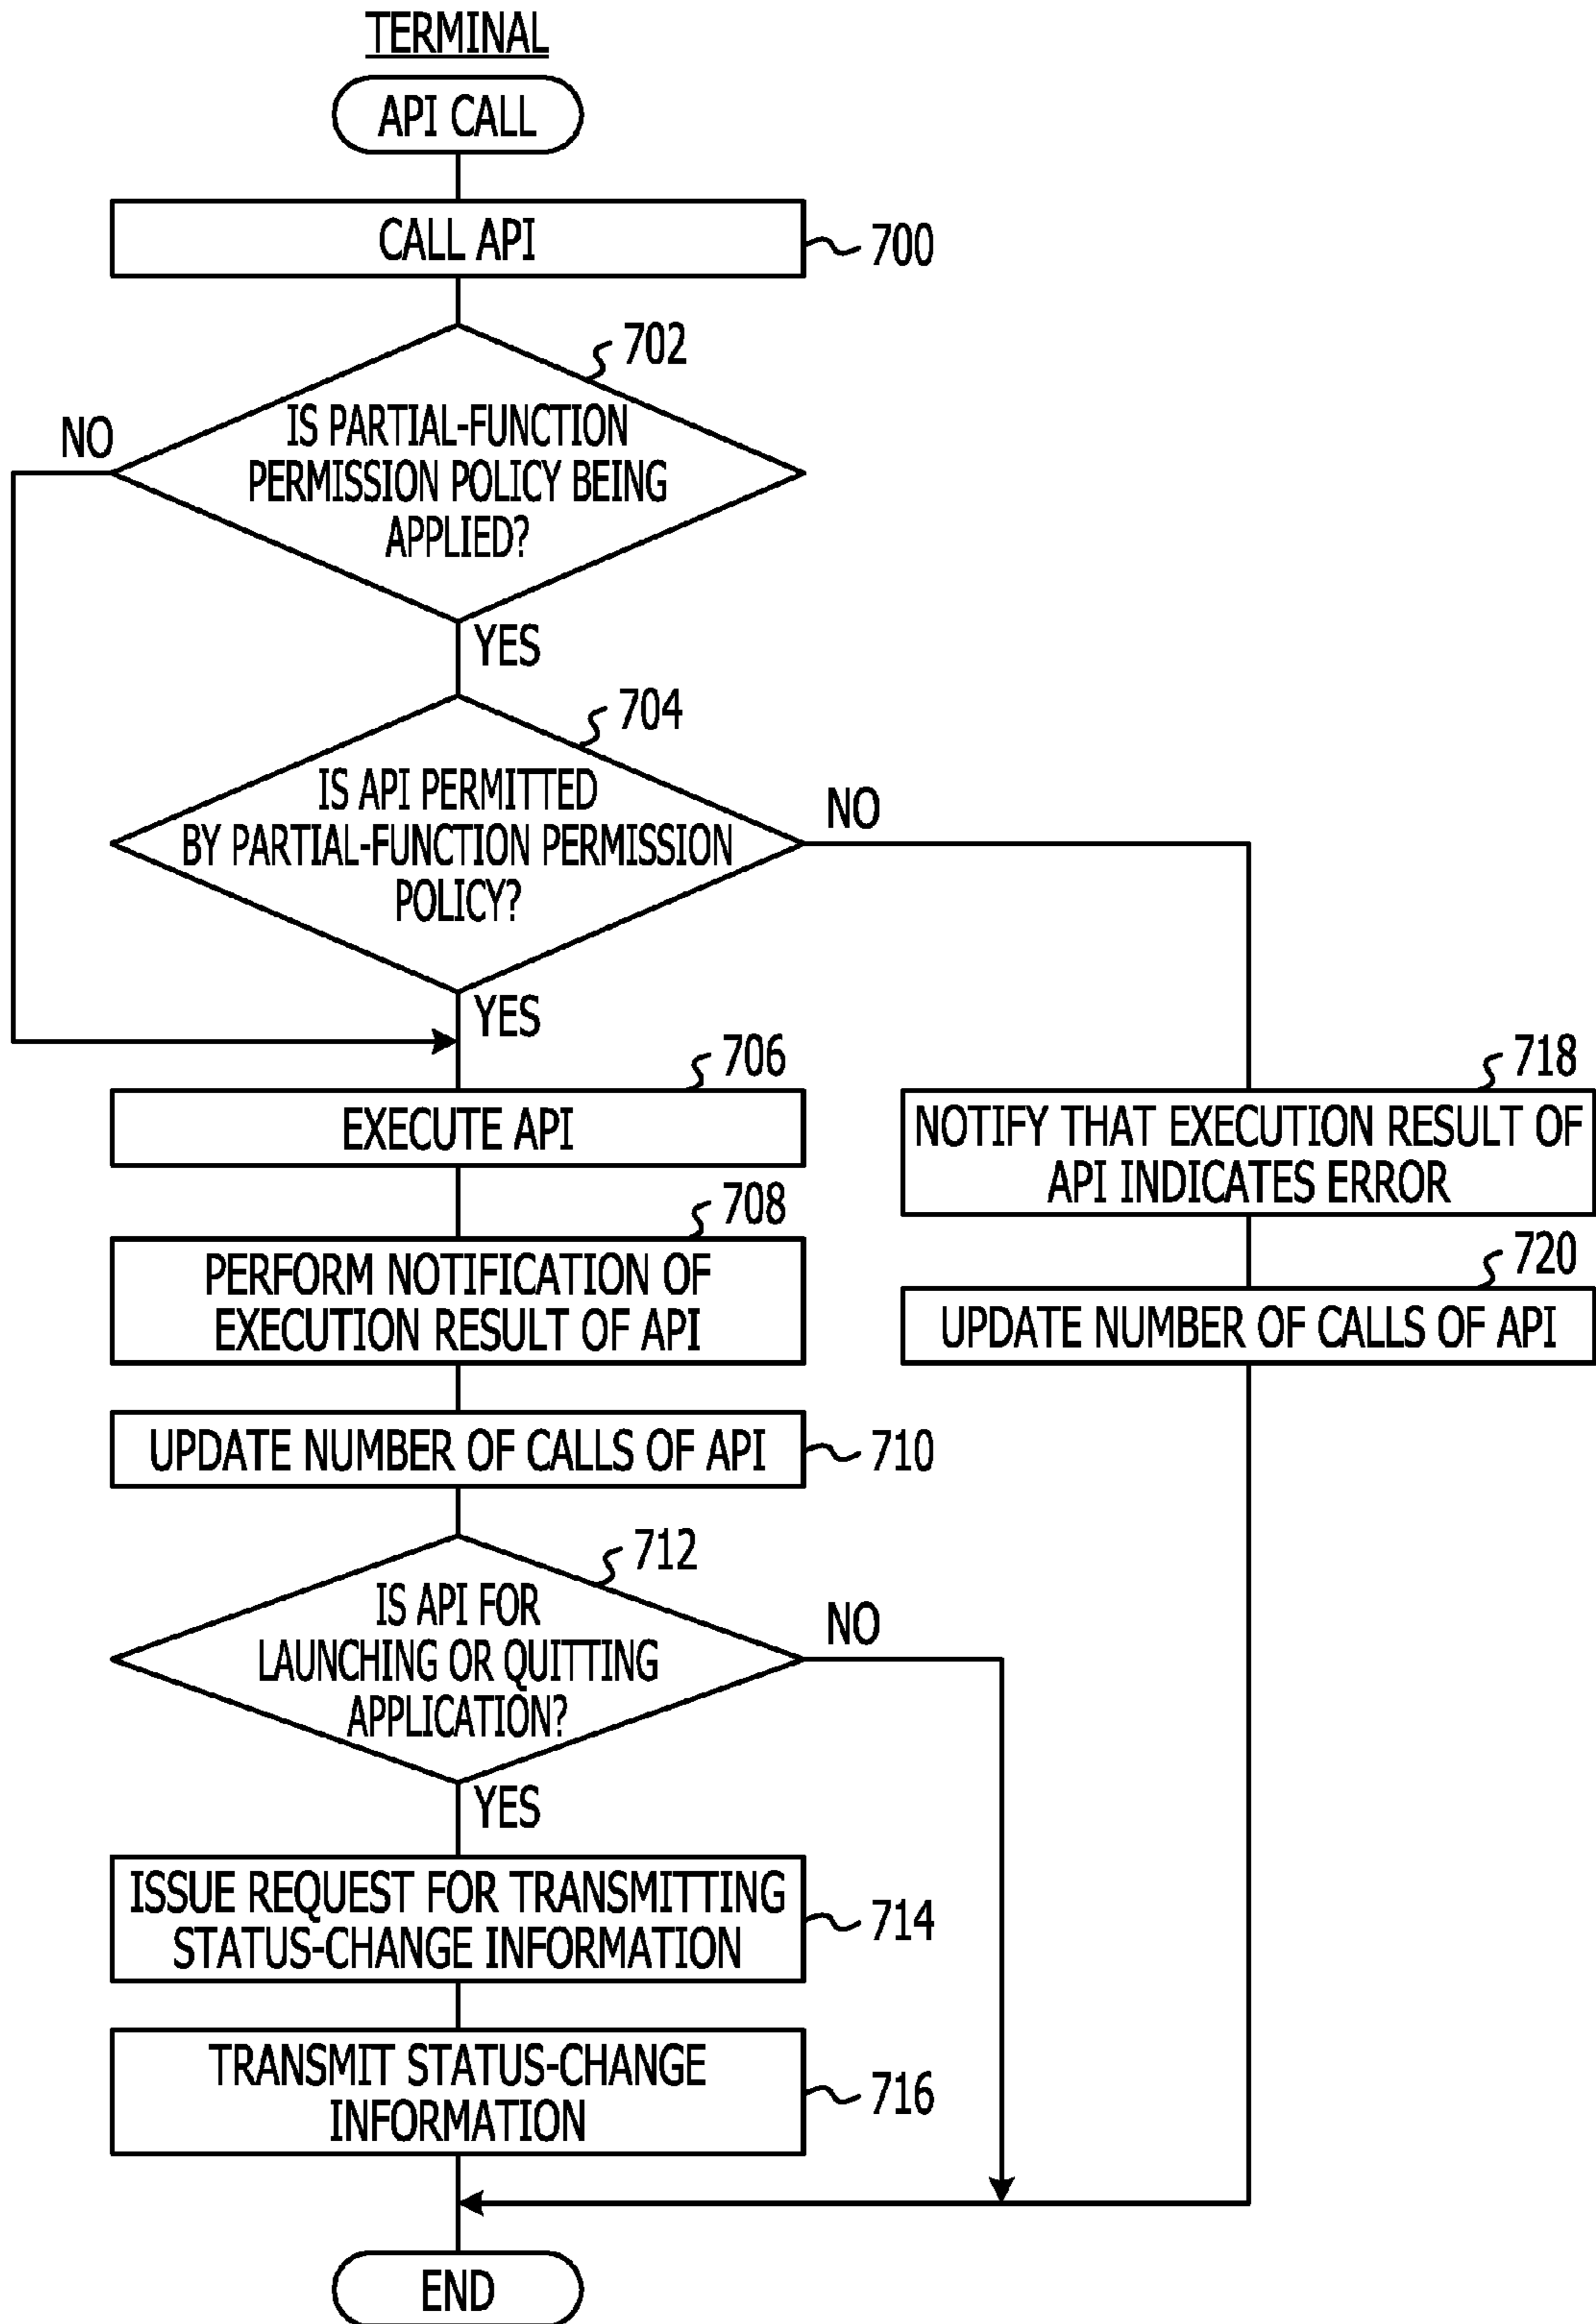 TERMINAL
API CALL
CALL API
700
702
IS PARTIAL-FUNCTION
PERMISSION POLICY BEING
APPLIED?
NO
YES
704
IS API PERMITTED
BY PARTIAL-FUNCTION PERMISSION
POLICY?
NO
YES
706
EXECUTE API
708
PERFORM NOTIFICATION OF
EXECUTION RESULT OF API
UPDATE NUMBER OF CALLS OF API
710
712
IS API FOR
LAUNCHING OR QUITTING
APPLICATION?
NO
YES
ISSUE REQUEST FOR TRANSMITTING
STATUS-CHANGE INFORMATION
714
TRANSMIT STATUS-CHANGE
INFORMATION
716
718
NOTIFY THAT EXECUTION RESULT OF
API INDICATES ERROR
720
UPDATE NUMBER OF CALLS OF API
END